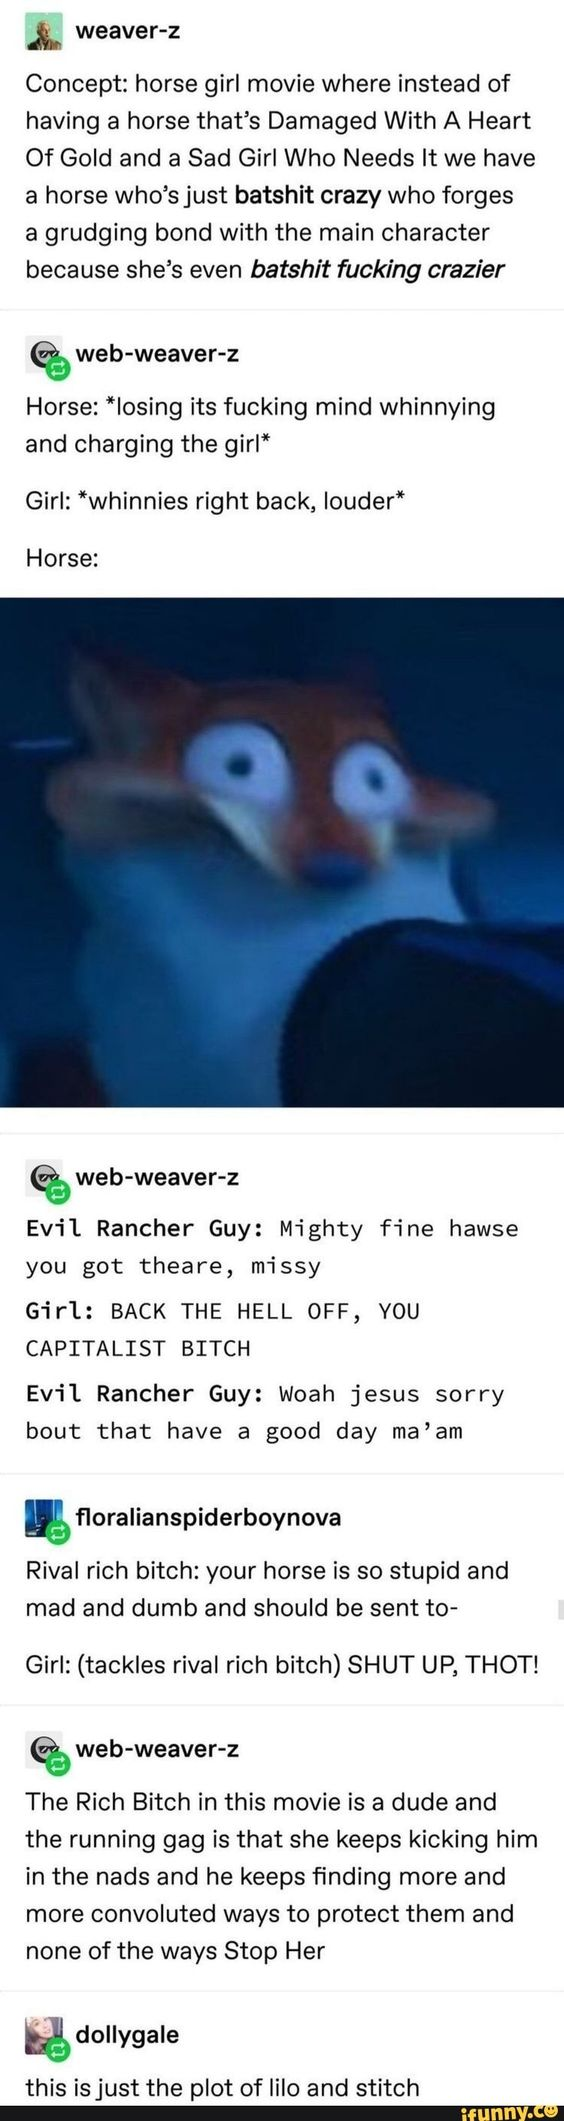 weaver-z
Concept: horse girl movie where instead of
having a horse that's Damaged With A Heart
Of Gold and a Sad Girl Who Needs It we have
a horse who's just batshit crazy who forges
a grudging bond with the main character
because she's even batshit fucking crazier
web-weaver-z
Horse: *losing its fucking mind whinnying
and charging the girl*
Girl: *whinnies right back, louder*
Horse:
web-weaver-z
Evil Rancher Guy: Mighty fine hawse
you got theare, missy
Girl: BACK THE HELL OFF, YOU
CAPITALIST BITCH
Evil Rancher Guy: Woah jesus sorry
bout that have a good day ma'am
floralianspiderboynova
Rival rich bitch: your horse is so stupid and
mad and dumb and should be sent to-
Girl: (tackles rival rich bitch) SHUT UP, THOT!
web-weaver-z
The Rich Bitch in this movie is a dude and
the running gag is that she keeps kicking him
in the nads and he keeps finding more and
more convoluted ways to protect them and
none of the ways Stop Her
dollygale
this is just the plot of lilo and stitch
ifunny.co